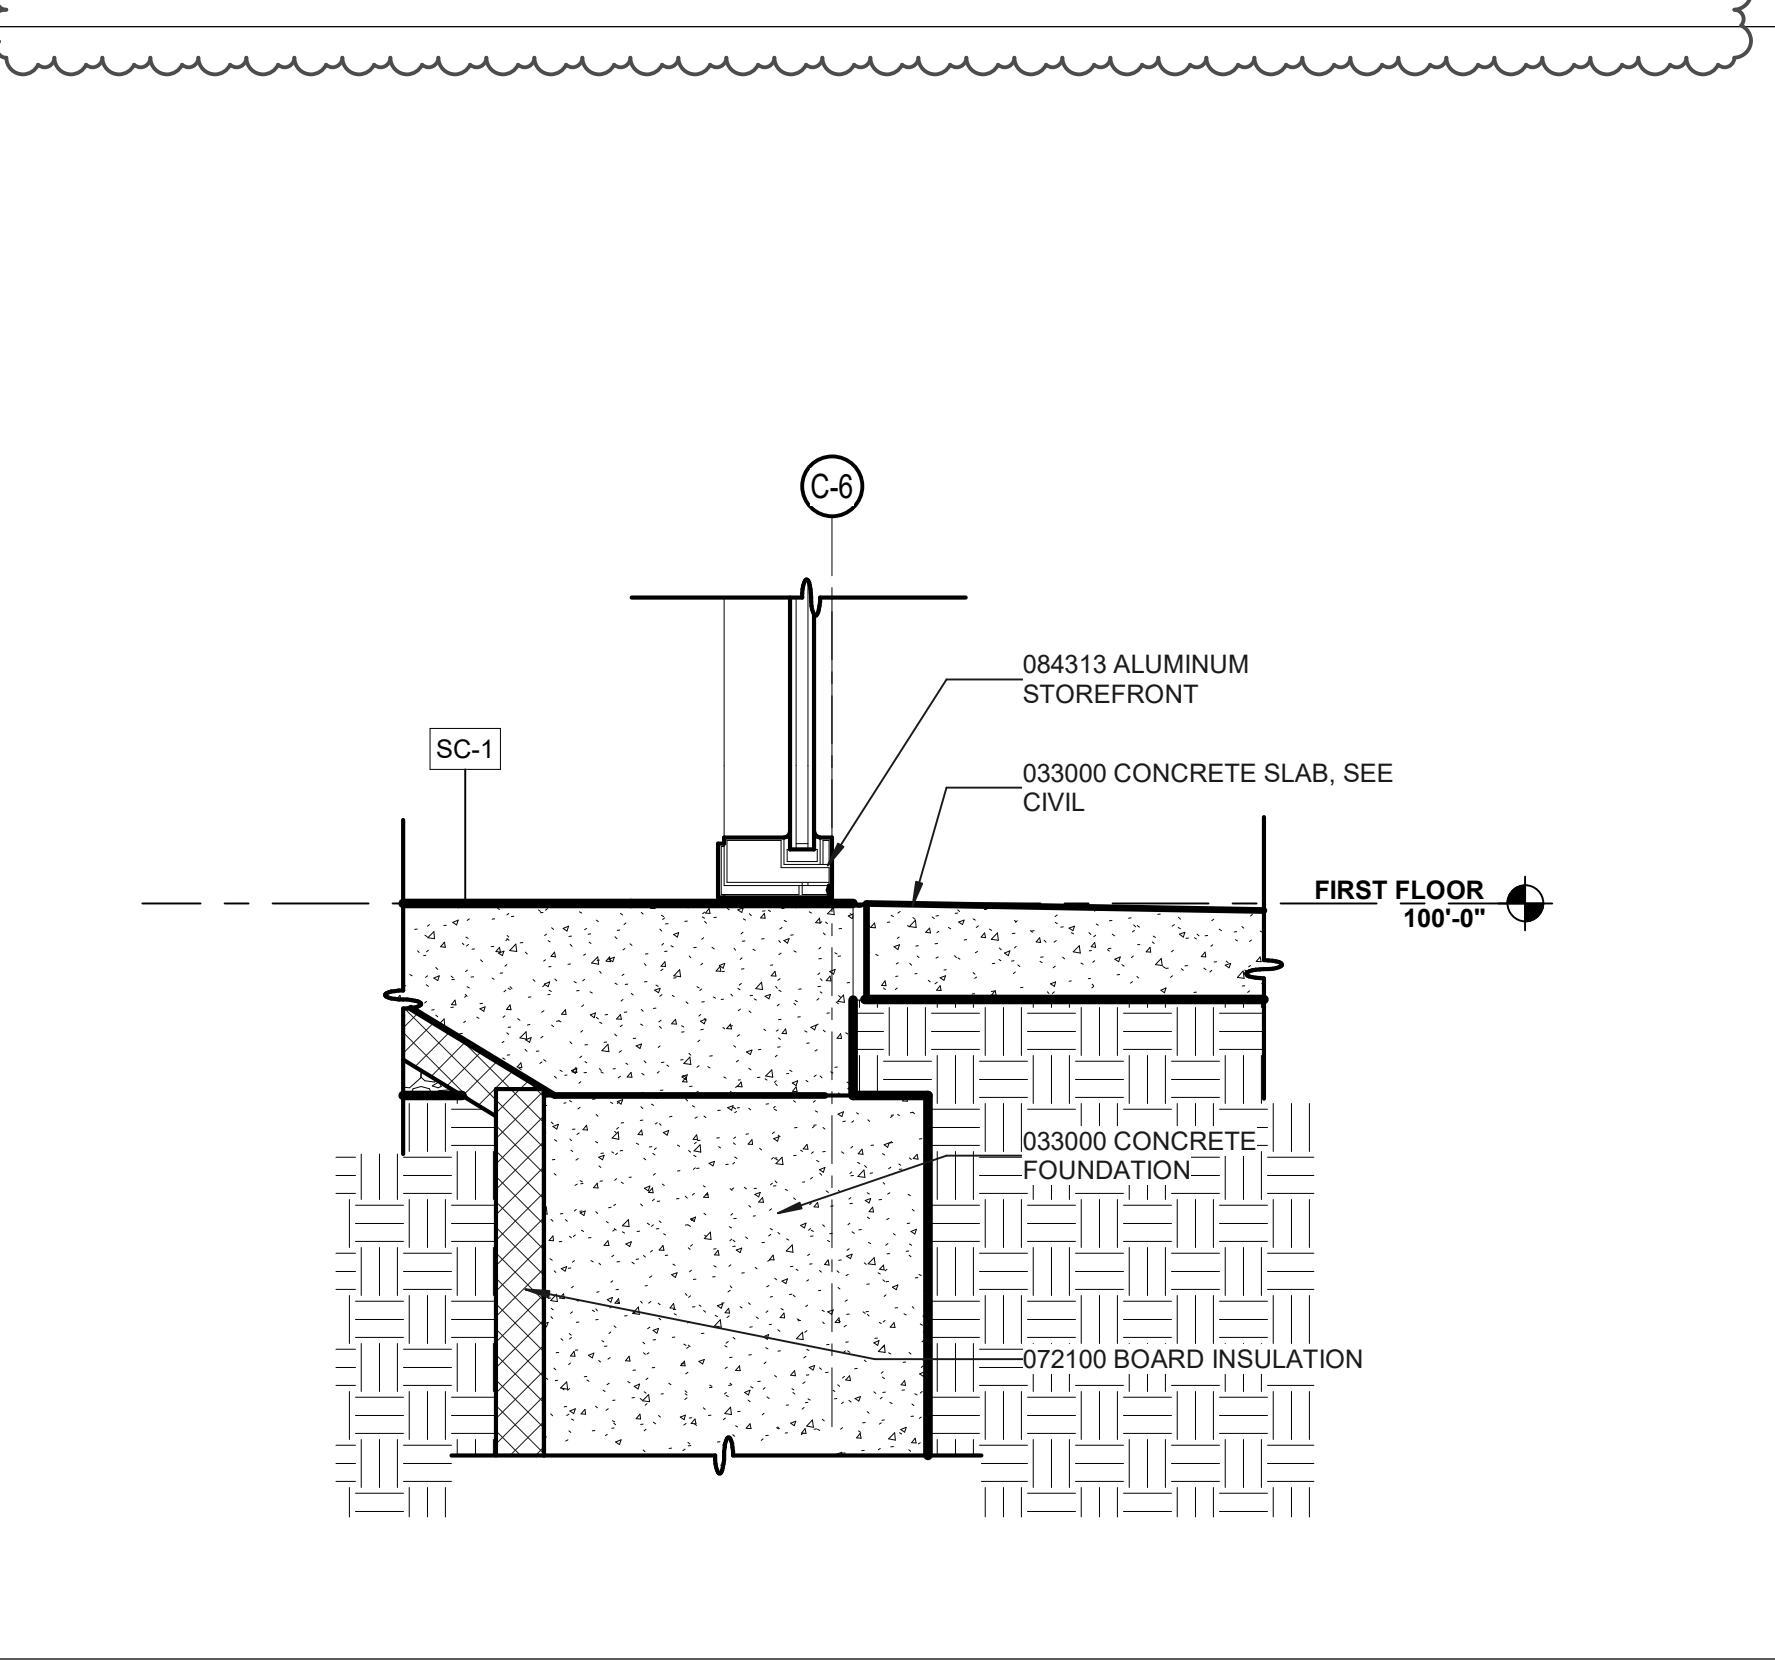 C-6
084313 ALUMINUM
STOREFRONT
SC-1
033000 CONCRETE SLAB, SEE
CIVIL
FIRST FLOOR
100'-0"
033000 CONCRETE
FOUNDATION
072100 BOARD INSULATION